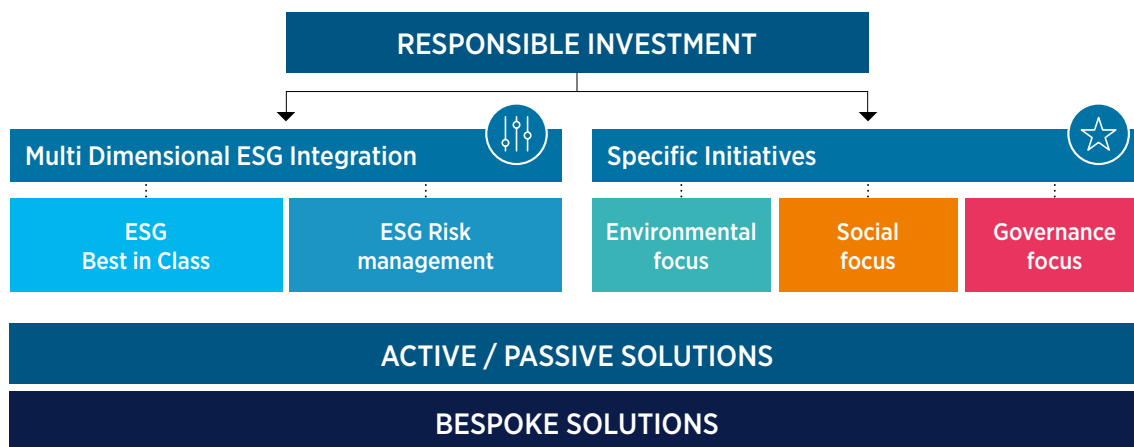 RESPONSIBLE INVESTMENT
Multi Dimensional ESG Integration
Specific Initiatives
ESG
Best in Class
ESG Risk
management
Environmental
focus
Social
focus
Governance
focus
ACTIVE / PASSIVE SOLUTIONS
BESPOKE SOLUTIONS